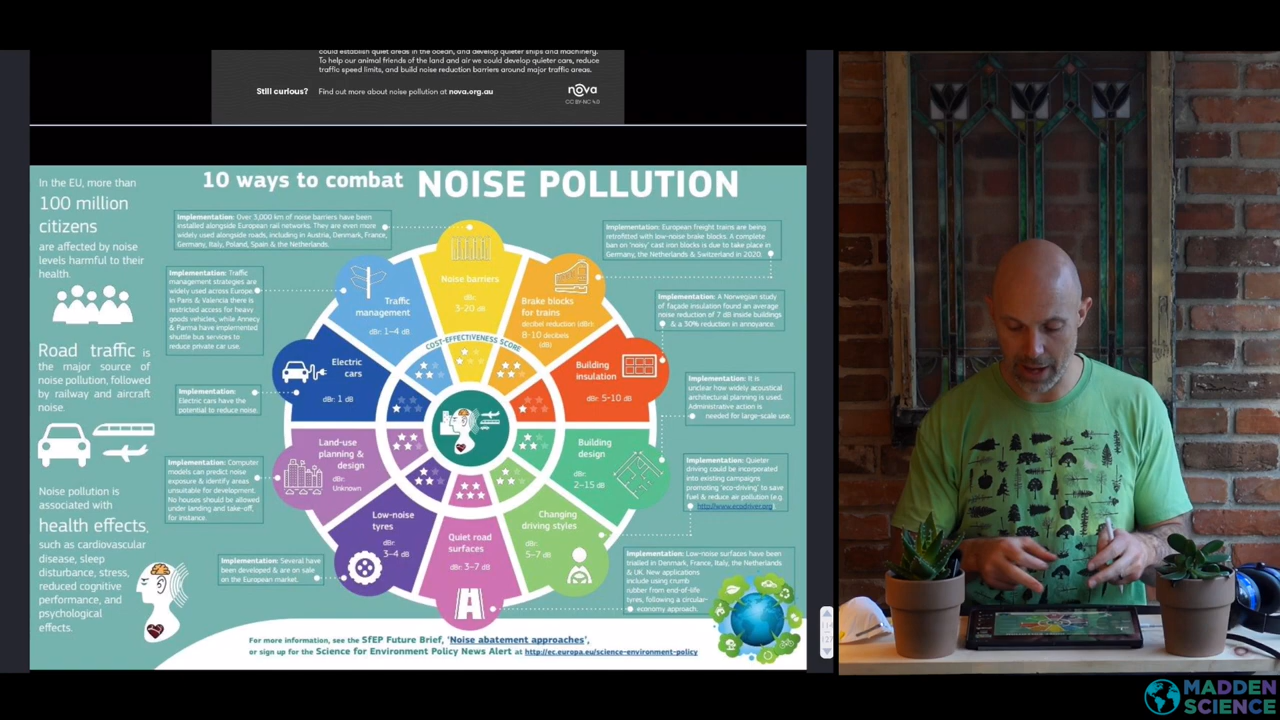 could establish quiet areas in the ocean, and develop quieter ships and machinery.
To help our animal friends of the land and air we could develop quieter cars, reduce
traffic speed limits, and build noise reduction barriers around major traffic areas.
Still curious? Find out more about noise pollution at nova.org.au
nova
CC BY-NC 4.0
10 ways to combat NOISE POLLUTION
In the EU, more than
100 million
citizens
are affected by noise
levels harmful to their
health.
Road traffic is
the major source of
noise pollution, followed
by railway and aircraft
noise.
Noise pollution is
associated with
health effects,
such as cardiovascular
disease, sleep
disturbance, stress,
reduced cognitive
performance, and
psychological
effects.
Implementation: Over 3,000 km of noise barriers have been
installed alongside European rail networks. They are even more
widely used alongside roads, including in Austria, Denmark, France,
Germany, Italy, Poland, Spain & the Netherlands.
Implementation: Traffic
management strategies are
widely used across Europe.
In Paris & Valencia there is
restricted access for heavy
goods vehicles, while Annecy
& Parma have implemented
shuttle bus services to
reduce private car use.
Implementation:
Electric cars have the
potential to reduce noise.
Implementation: Computer
models can predict noise
exposure & identify areas
unsuitable for development.
No houses should be allowed
under landing and take-off,
for instance.
Implementation: Several have
been developed & are on sale
on the European market.
Noise barriers
dBr:
3-20 dB
Brake blocks
for trains
decibel reduction (dBr):
8-10 decibels
(dB)
Building
insulation
dBr: 5-10 dB
Building
design
dBr:
2-15 dB
Changing
driving styles
dBr:
5-7 dB
Quiet road
surfaces
dBr: 3-7 dB
Low-noise
tyres
dBr:
3-4 dB
Land-use
planning &
design
dBr:
Unknown
Electric
cars
dBr: 1 dB
Traffic
management
dBr: 1-4 dB
COST-EFFECTIVENESS SCORE
Implementation: European freight trains are being
retrofitted with low-noise brake blocks. A complete
ban on 'noisy' cast iron blocks is due to take place in
Germany, the Netherlands & Switzerland in 2020.
Implementation: A Norwegian study
of façade insulation found an average
noise reduction of 7 dB inside buildings
& a 30% reduction in annoyance.
Implementation: It is
unclear how widely acoustical
architectural planning is used.
Administrative action is
needed for large-scale use.
Implementation: Quieter
driving could be incorporated
into existing campaigns
promoting 'eco-driving' to save
fuel & reduce air pollution (e.g.
http://www.ecodriver.org)
Implementation: Low-noise surfaces have been
trialled in Denmark, France, Italy, the Netherlands
& UK. New applications
include using crumb
rubber from end-of-life
tyres, following a circular-
economy approach.
For more information, see the SfEP Future Brief, 'Noise abatement approaches',
or sign up for the Science for Environment Policy News Alert at http://ec.europa.eu/science-environment-policy
MADDEN
SCIENCE